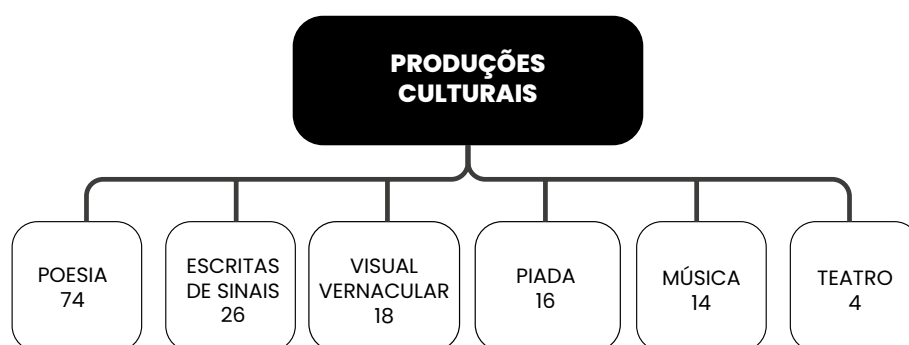 PRODUÇÕES
CULTURAIS
POESIA
74
ESCRITAS
DE SINAIS
26
VISUAL
VERNACULAR
18
PIADA
16
MÚSICA
14
TEATRO
4